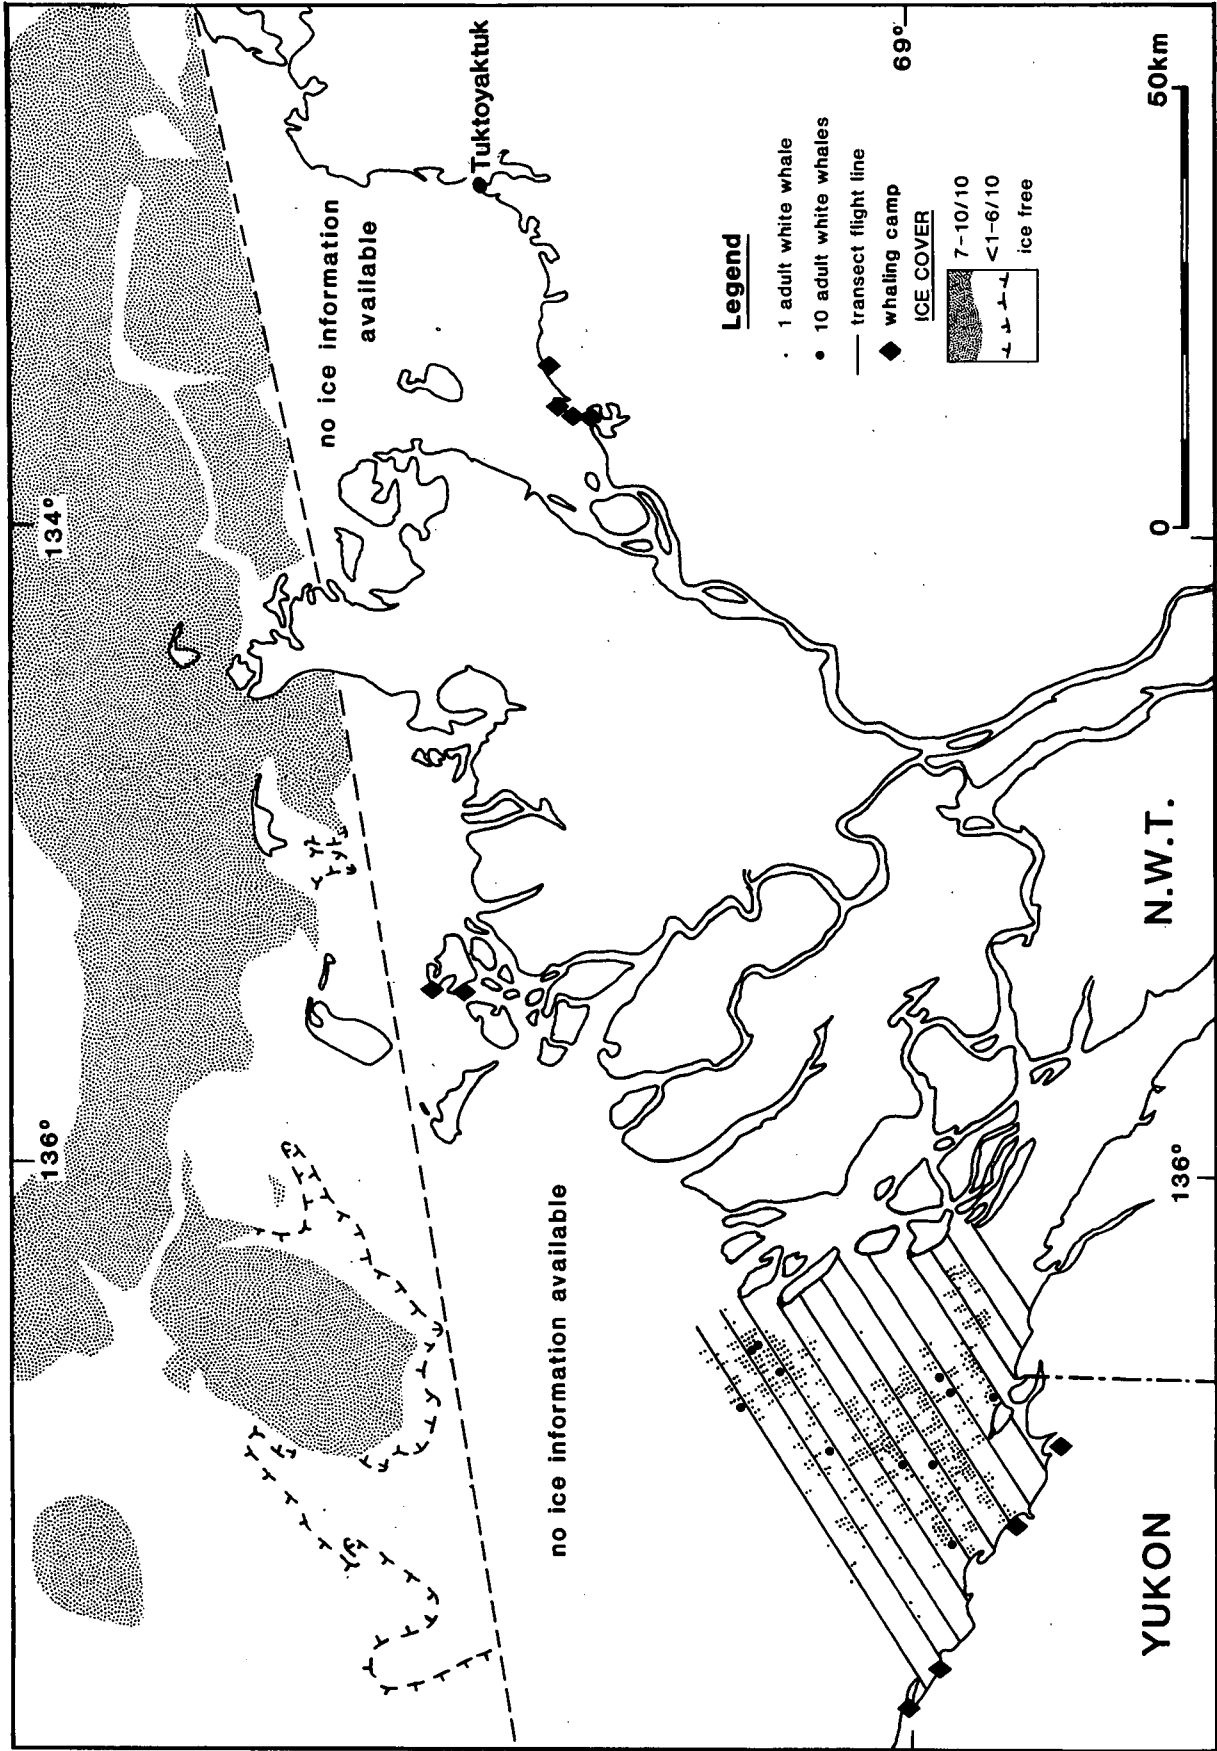 134°
136°
no ice information
available
Tuktoyaktuk
69°
no ice information available
Legend
1 adult white whale
10 adult white whales
transect flight line
whaling camp
ICE COVER
7-10/10
<1-6/10
ice free
0
50km
YUKON
136°
N.W.T.